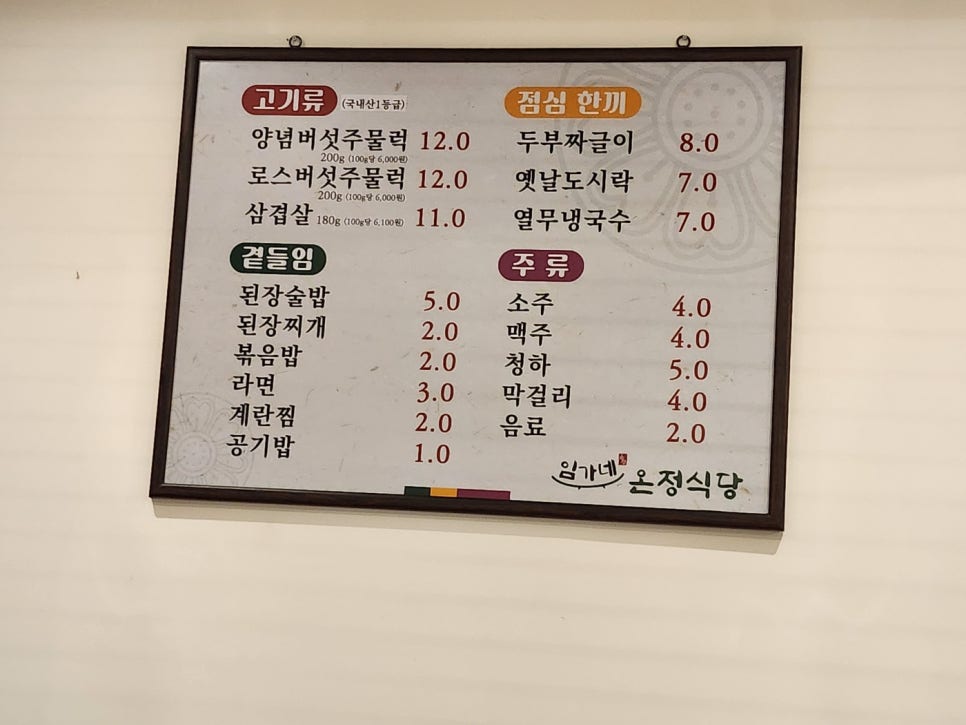 고기류 (국내산1등급)
양념버섯주물럭 12.0
200g (100g당 6,000원)
로스버섯주물럭 12.0
200g (100g당 6,000원)
삼겹살 180g (100g당 6,100원) 11.0
곁들임
된장술밥 5.0
된장찌개 2.0
볶음밥 2.0
라면 3.0
계란찜 2.0
공기밥 1.0
점심 한끼
두부짜글이 8.0
옛날도시락 7.0
열무냉국수 7.0
주류
소주 4.0
맥주 4.0
청하 5.0
막걸리 4.0
음료 2.0
임가네 온정식당